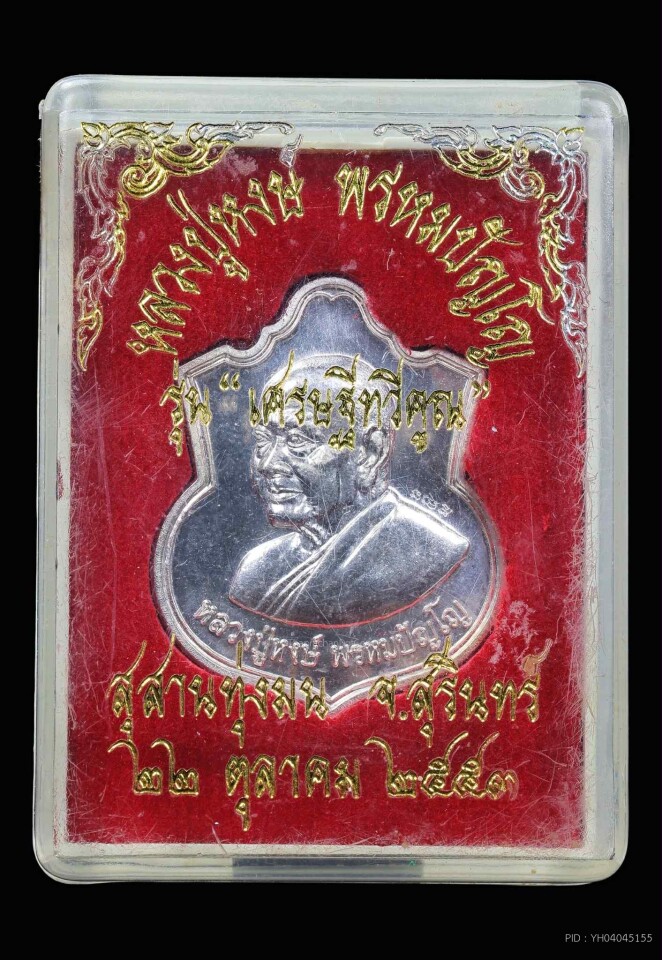 หลวงปู่หงษ์ พรหมปัญโญ
รุ่น "เศรษฐีทวีคูณ"
หลวงปู่หงษ์ พรหมปัญโญ
สุสานทุ่งมน จ.สุรินทร์
๒๒ ตุลาคม ๒๕๕๓
PID : YH04045155